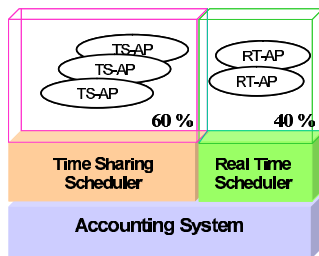 TS-AP
TS-AP
TS-AP
60 %
RT-AP
RT-AP
40 %
Time Sharing
Scheduler
Real Time
Scheduler
Accounting System